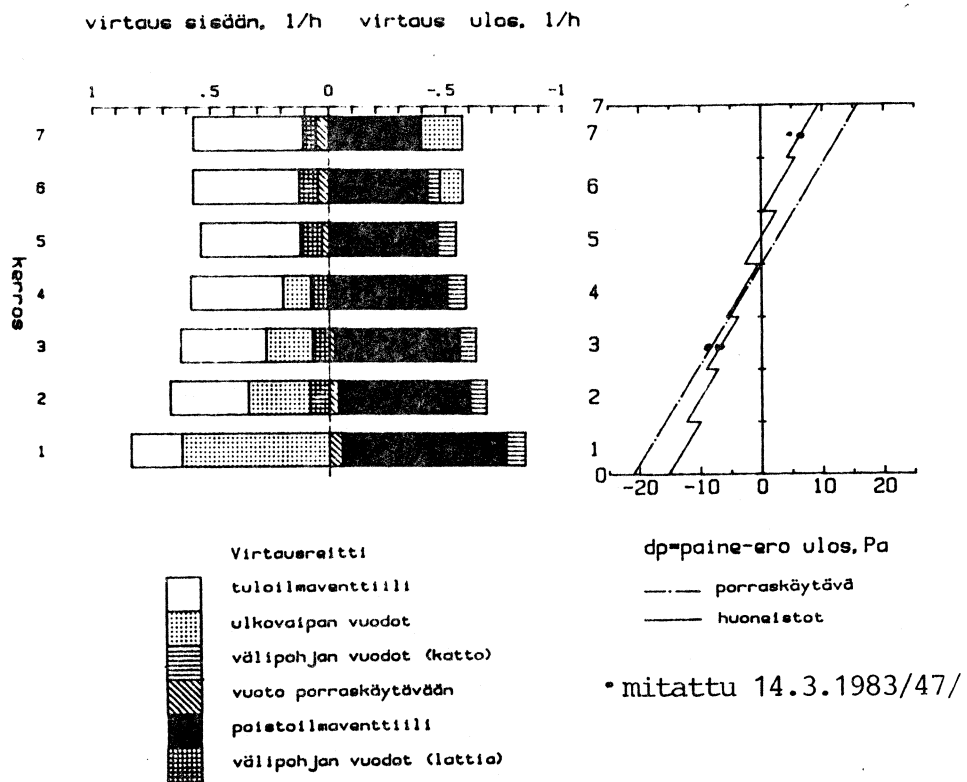 virtaus sisään, l/h virtaus ulos, l/h
1 .5 0 -.5 -1
7
6
5
4
3
2
1
kerros
7
7
6
5
4
3
2
1
0
-20 -10 0 10 20
Virtausreitti
tuloilmaventtiili
ulkovaipan vuodot
välipohjan vuodot (katto)
vuoto porraskäytävään
poistoilmaventtiili
välipohjan vuodot (lattia)
dp=paine-ero ulos, Pa
porraskäytävä
huoneistot
• mitattu 14.3.1983/47/